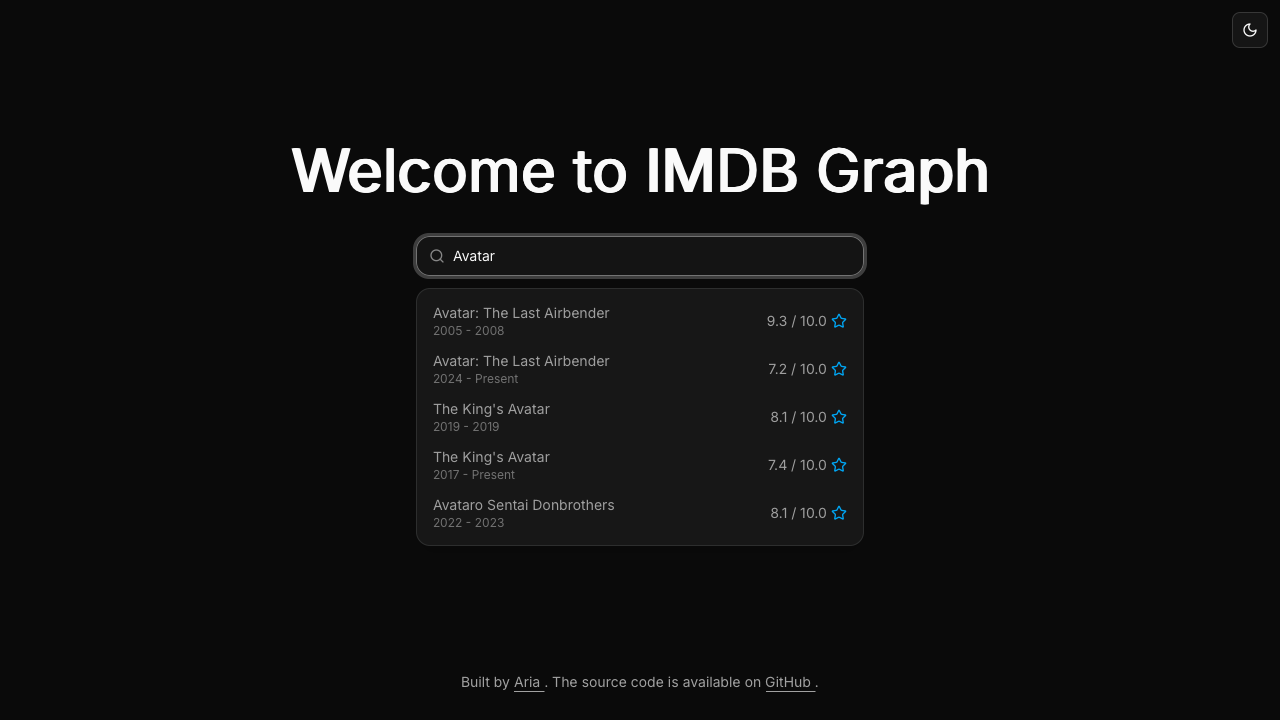 Welcome to IMDB Graph
Avatar
Avatar: The Last Airbender
2005 - 2008
9.3 / 10.0
Avatar: The Last Airbender
2024 - Present
7.2 / 10.0
The King's Avatar
2019 - 2019
8.1 / 10.0
The King's Avatar
2017 - Present
7.4 / 10.0
Avataro Sentai Donbrothers
2022 - 2023
8.1 / 10.0
Built by Aria . The source code is available on GitHub .